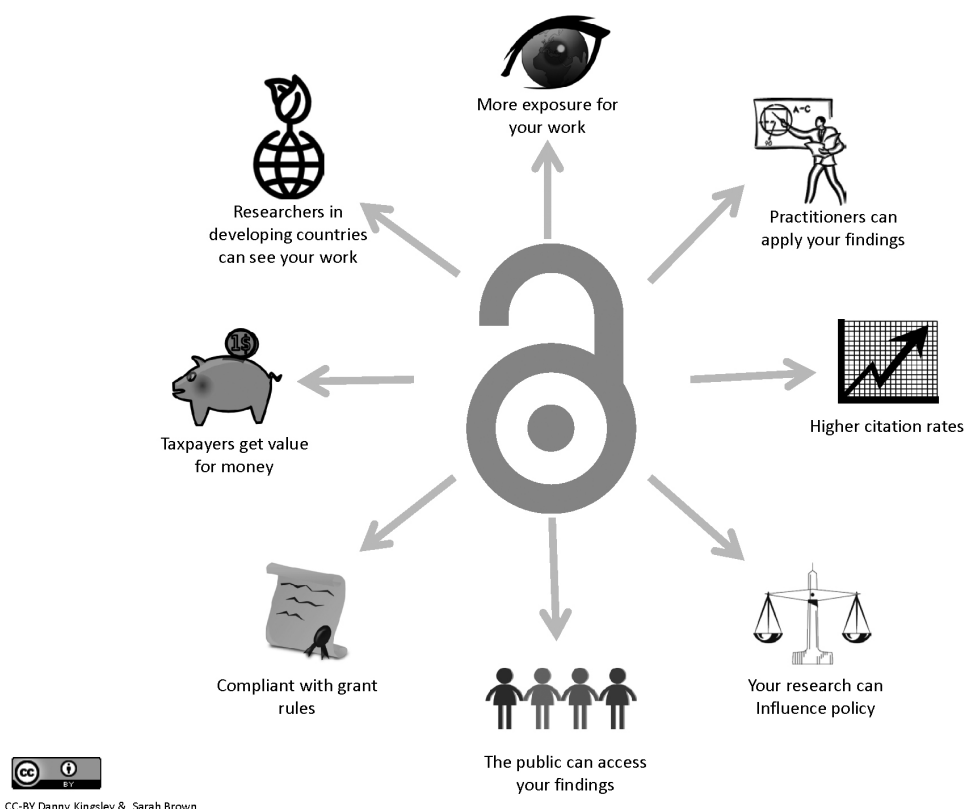 More exposure for
your work
A-C
Practitioners can
apply your findings
Higher citation rates
Your research can
Influence policy
The public can access
your findings
Compliant with grant
rules
1$
Taxpayers get value
for money
Researchers in
developing countries
can see your work
cc
BY
CC-BY Danny Kingsley & Sarah Brown